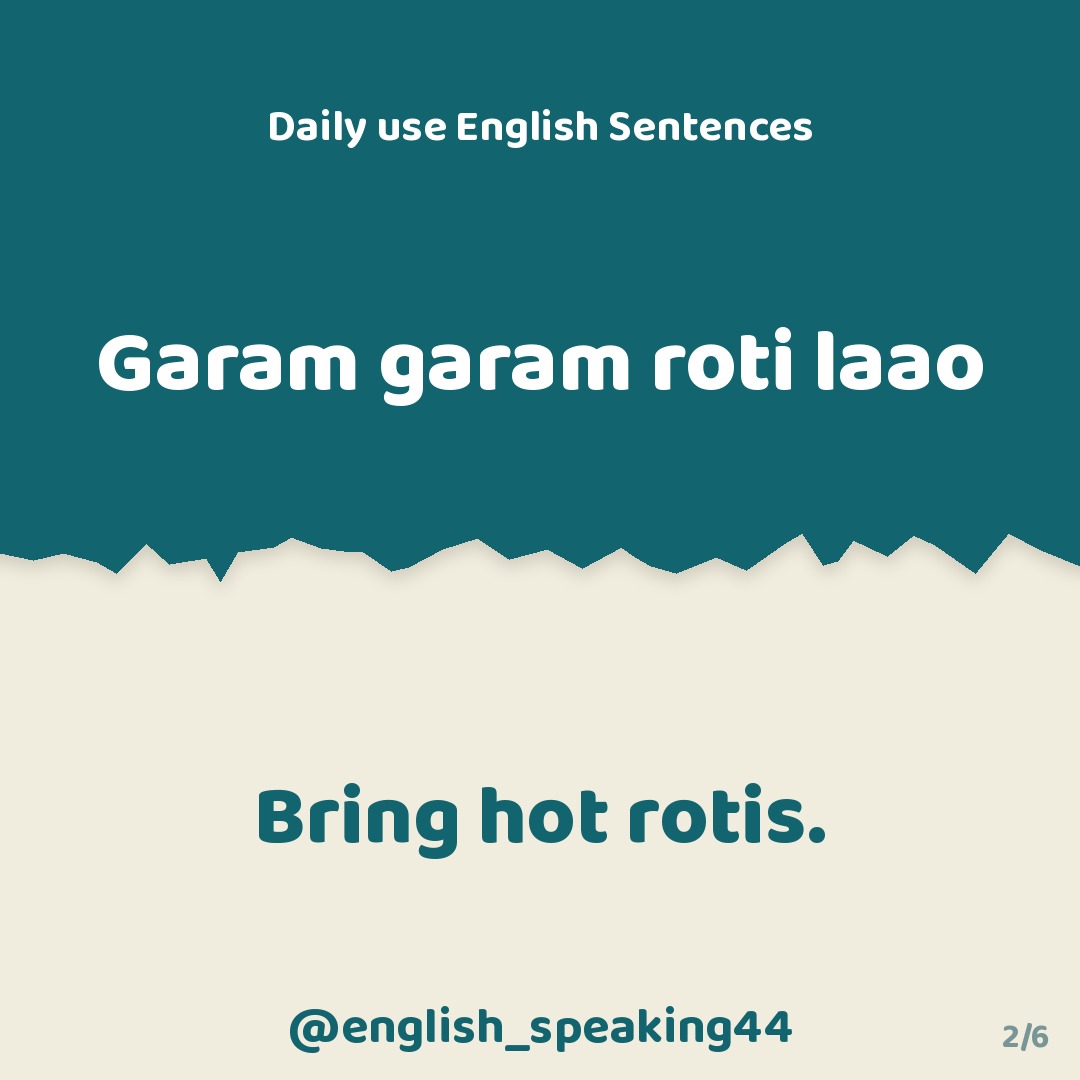 Daily use English Sentences
Garam garam roti laao
Bring hot rotis.
@english_speaking44
2/6